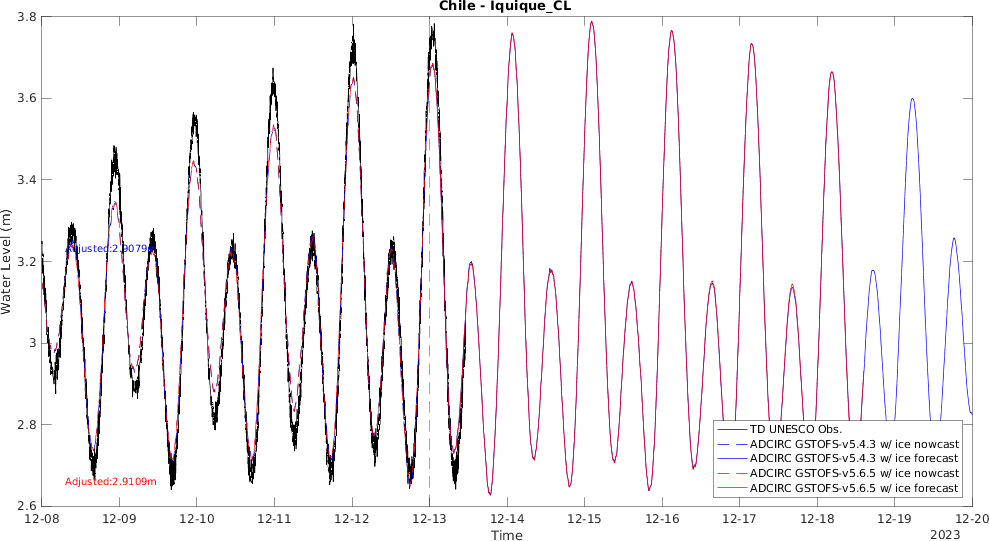 Chile - Iquique_CL
3.8
3.6
3.4
3.2
3
2.8
2.6
Water Level (m)
Adjusted:2.9079m
Adjusted:2.9109m
TD UNESCO Obs.
ADCIRC GSTOFS-v5.4.3 w/ ice nowcast
ADCIRC GSTOFS-v5.4.3 w/ ice forecast
ADCIRC GSTOFS-v5.6.5 w/ ice nowcast
ADCIRC GSTOFS-v5.6.5 w/ ice forecast
12-08 12-09 12-10 12-11 12-12 12-13 12-14 12-15 12-16 12-17 12-18 12-19 12-20
Time
2023